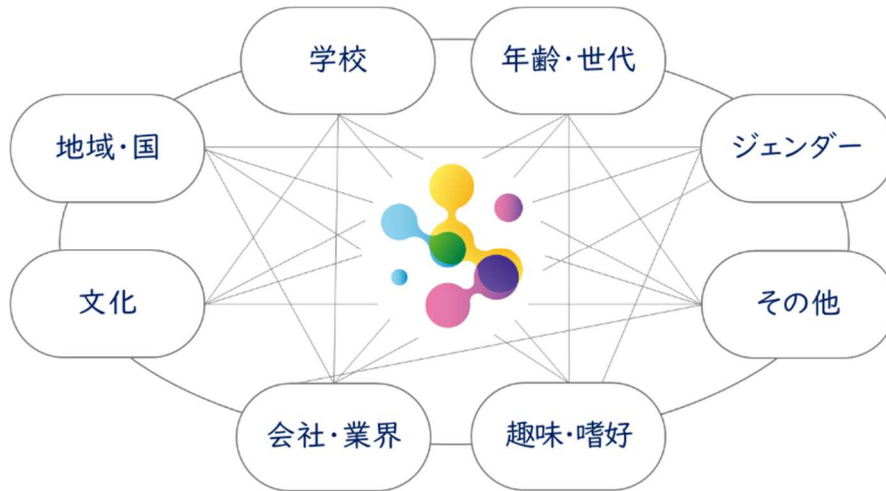 学校
年齢・世代
地域・国
ジェンダー
文化
その他
会社・業界
趣味・嗜好